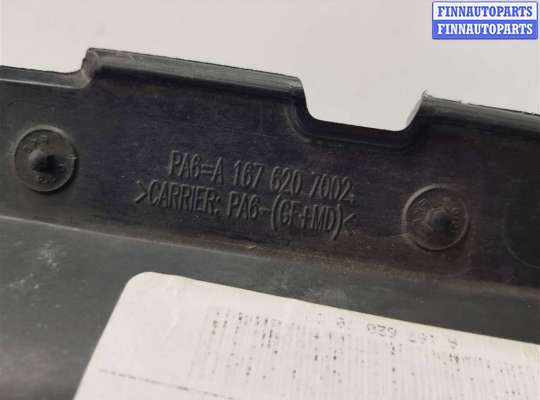 FINNAUTOPARTS
FINNAUTOPARTS
PA6=A 167 620 7002
>CARRIER: PA6-(GF+MD)<